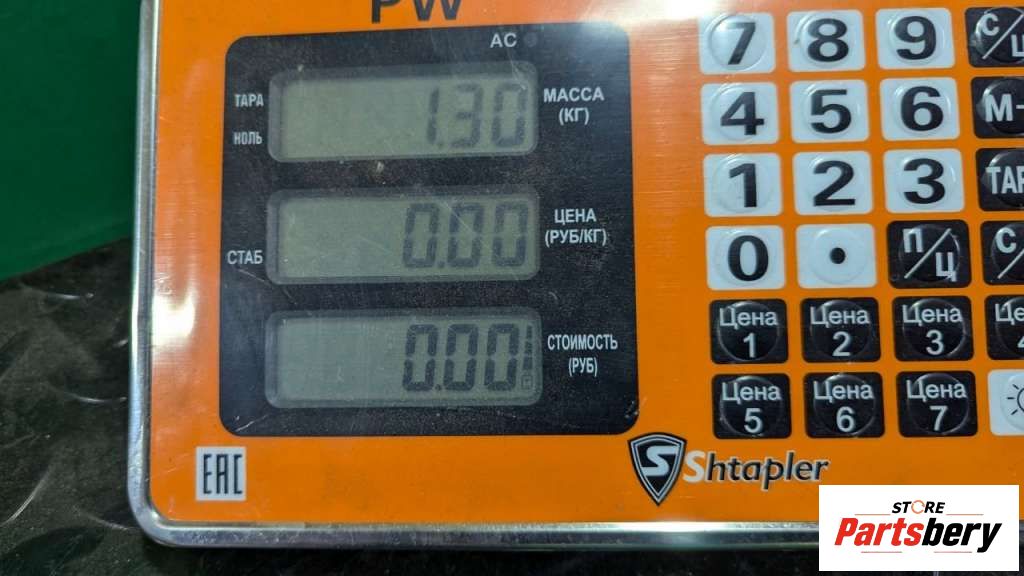 PW
AC
ТАРА
НОЛЬ
1.30
МАССА
(КГ)
СТАБ
0.00
ЦЕНА
(РУБ/КГ)
0.00
СТОИМОСТЬ
(РУБ)
7 8 9 С/Ц
4 5 6 М-
1 2 3
0 . П/Ц
Цена 1 Цена 2 Цена 3
Цена 5 Цена 6 Цена 7
EAC
S Shtapler
STORE
Partsbery